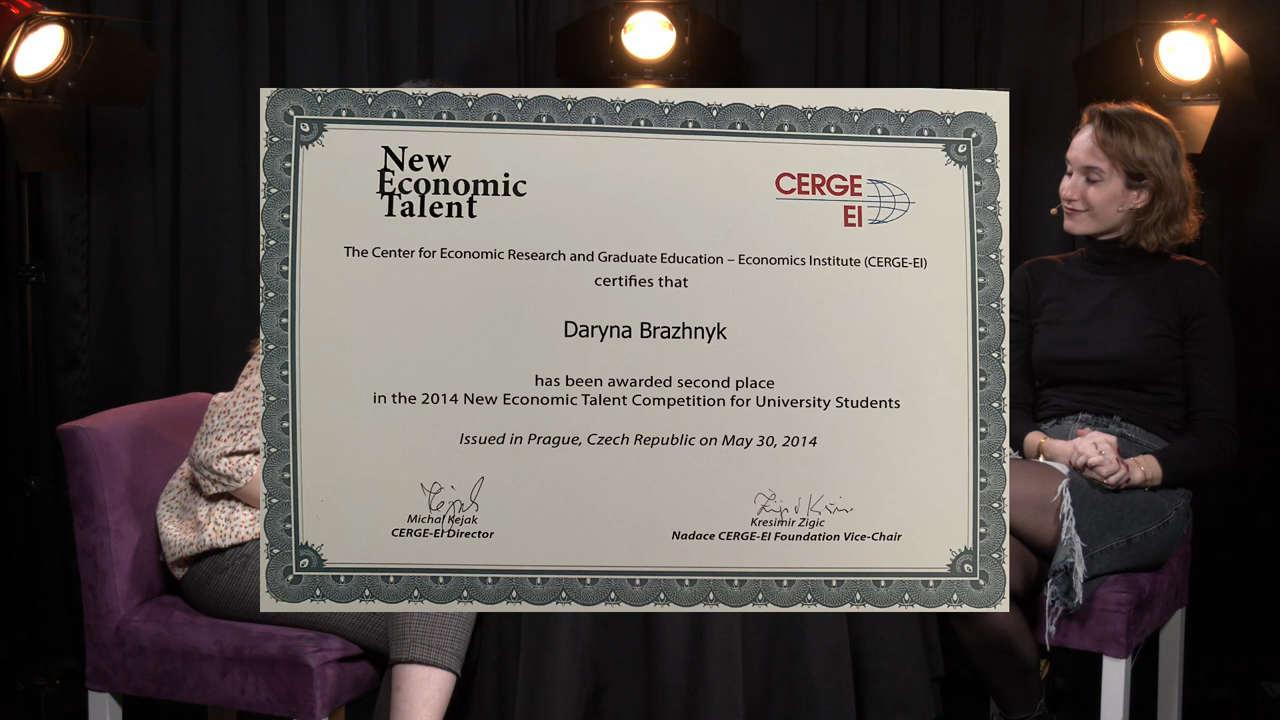 New
Economic
Talent
CERGE
EI
The Center for Economic Research and Graduate Education – Economics Institute (CERGE-EI)
certifies that
Daryna Brazhnyk
has been awarded second place
in the 2014 New Economic Talent Competition for University Students
Issued in Prague, Czech Republic on May 30, 2014
Michal Kejak
CERGE-EI Director
Kresimir Zigic
Nadace CERGE-EI Foundation Vice-Chair